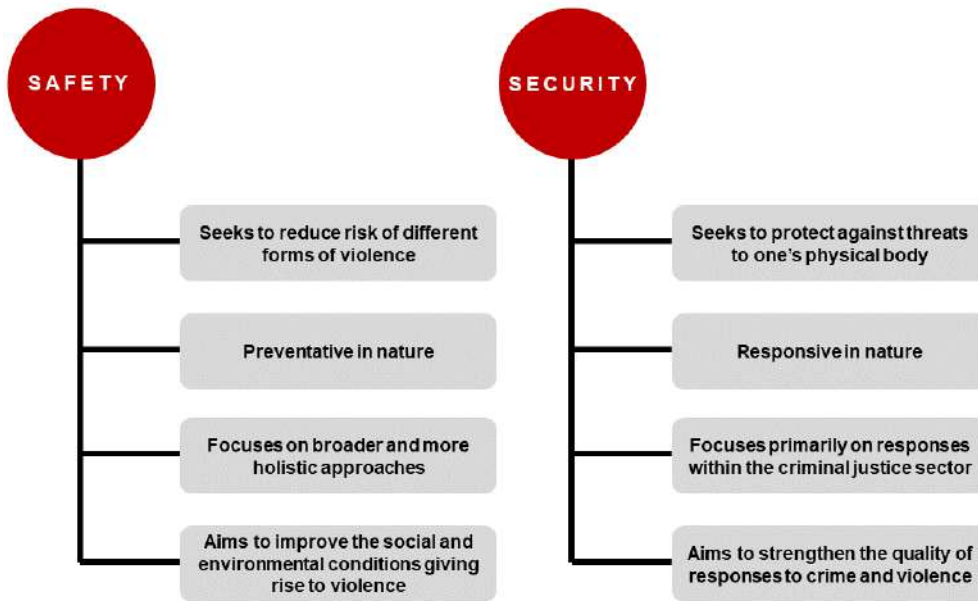 SAFETY
Seeks to reduce risk of different
forms of violence
Preventative in nature
Focuses on broader and more
holistic approaches
Aims to improve the social and
environmental conditions giving
rise to violence
SECURITY
Seeks to protect against threats
to one's physical body
Responsive in nature
Focuses primarily on responses
within the criminal justice sector
Aims to strengthen the quality of
responses to crime and violence